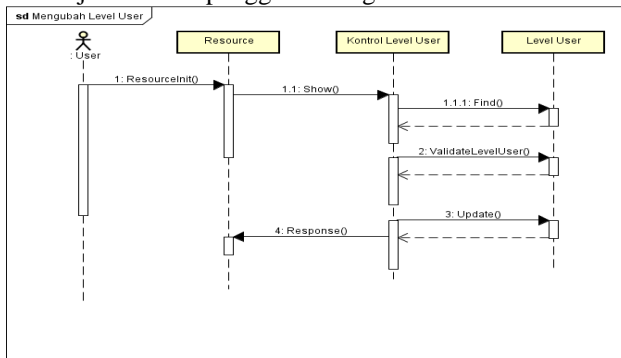 sd Mengubah Level User
: User
Resource
Kontrol Level User
Level User
1: ResourceInit()
1.1: Show()
1.1.1: Find()
2: ValidateLevelUser()
3: Update()
4: Response()